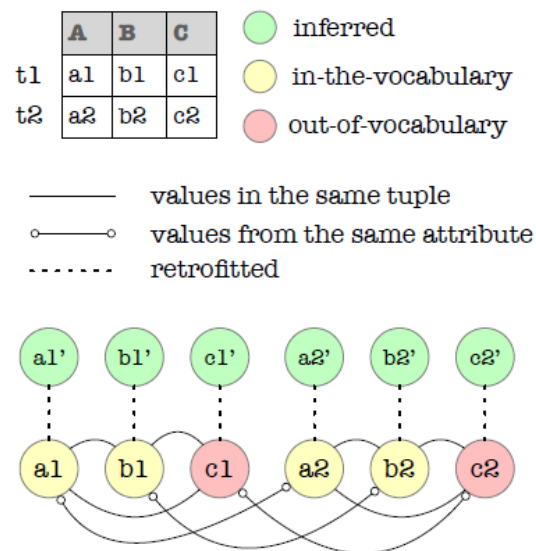 A B C
t1 a1 b1 c1
t2 a2 b2 c2
inferred
in-the-vocabulary
out-of-vocabulary
values in the same tuple
values from the same attribute
retrofitted
a1' b1' c1' a2' b2' c2'
a1 b1 c1 a2 b2 c2